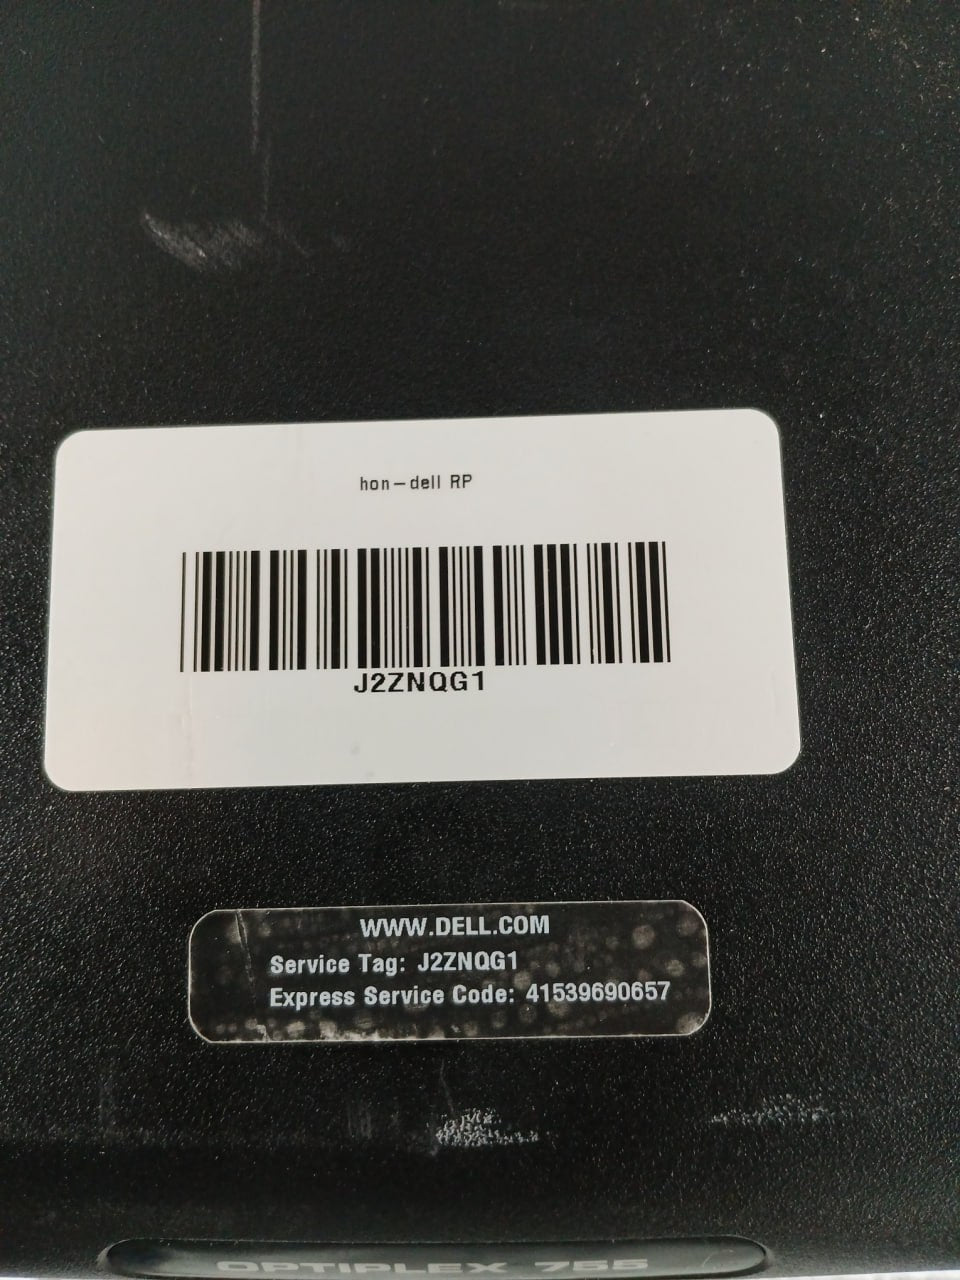 hon-dell RP
J2ZNQG1
WWW.DELL.COM
Service Tag: J2ZNQG1
Express Service Code: 41539690657
OPTIPLEX 755